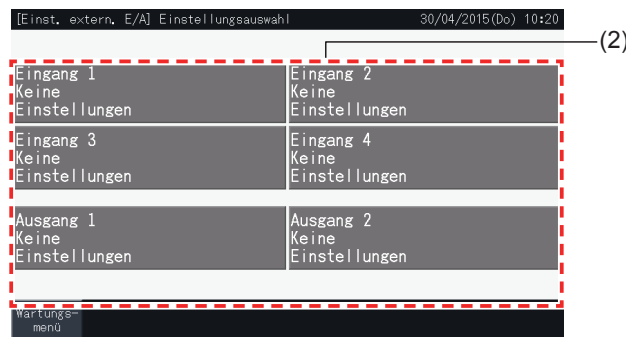 [Einst. extern. E/A] Einstellungsauswahl 30/04/2015(Do) 10:20
(2)
Eingang 1
Keine
Einstellungen
Eingang 2
Keine
Einstellungen
Eingang 3
Keine
Einstellungen
Eingang 4
Keine
Einstellungen
Ausgang 1
Keine
Einstellungen
Ausgang 2
Keine
Einstellungen
Wartungs-
menü